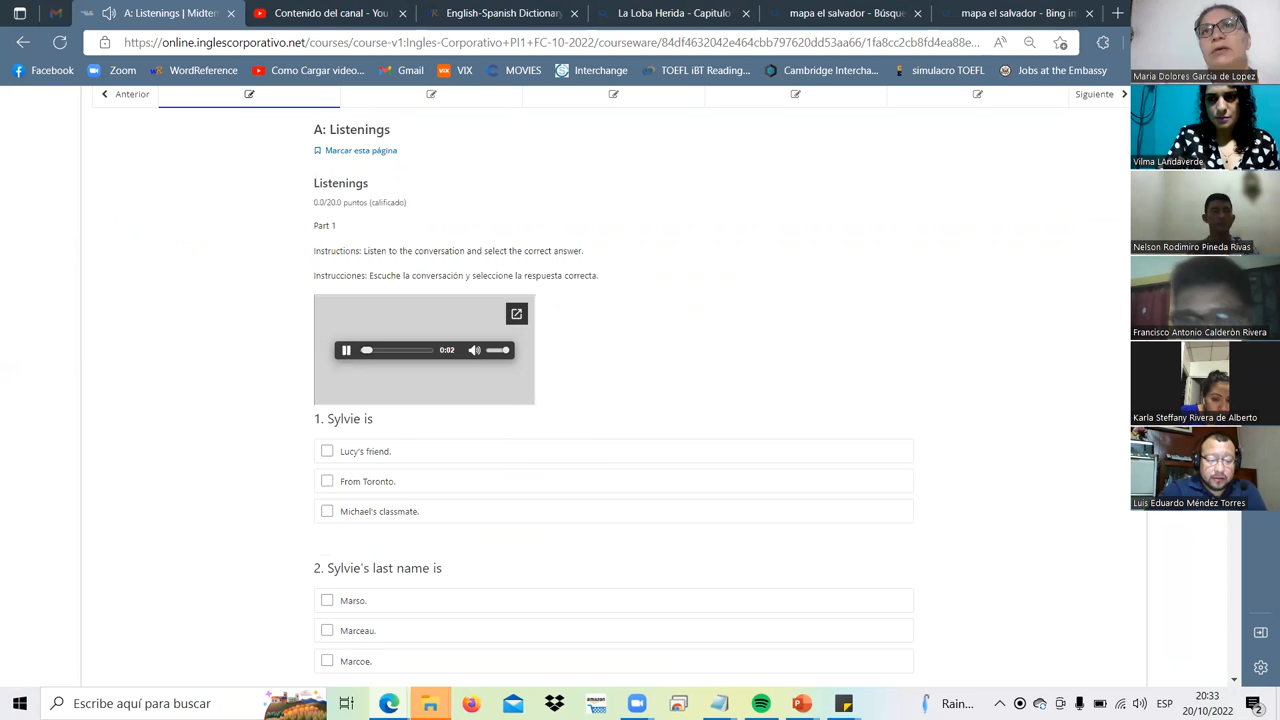 A: Listenings | Midter
Contenido del canal - You
English-Spanish Dictionary
La Loba Herida - Capitulo
mapa el salvador - Búsque
mapa el salvador - Bing im
https://online.inglescorporativo.net/courses/course-v1:Ingles-Corporativo+PI1+FC-10-2022/courseware/84df4632042e464cbb797620dd53aa66/1fa8cc2cb8fd4ea88e...
Facebook
Zoom
WordReference
Como Cargar video...
Gmail
VIX
MOVIES
Interchange
TOEFL iBT Reading...
Cambridge Intercha...
simulacro TOEFL
Jobs at the Embassy
Anterior
Siguiente
A: Listenings
Marcar esta página
Listenings
0.0/20.0 puntos (calificado)
Part 1
Instructions: Listen to the conversation and select the correct answer.
Instrucciones: Escuche la conversación y seleccione la respuesta correcta.
0:02
1. Sylvie is
Lucy's friend.
From Toronto.
Michael's classmate.
2. Sylvie's last name is
Marso.
Marceau.
Marcoe.
Maria Dolores Garcia de Lopez
Vilma LAndaverde
Nelson Rodimiro Pineda Rivas
Francisco Antonio Calderòn Rivera
Karla Steffany Rivera de Alberto
Luis Eduardo Méndez Torres
Escribe aquí para buscar
amazon
Rain...
ESP
20:33
20/10/2022
2